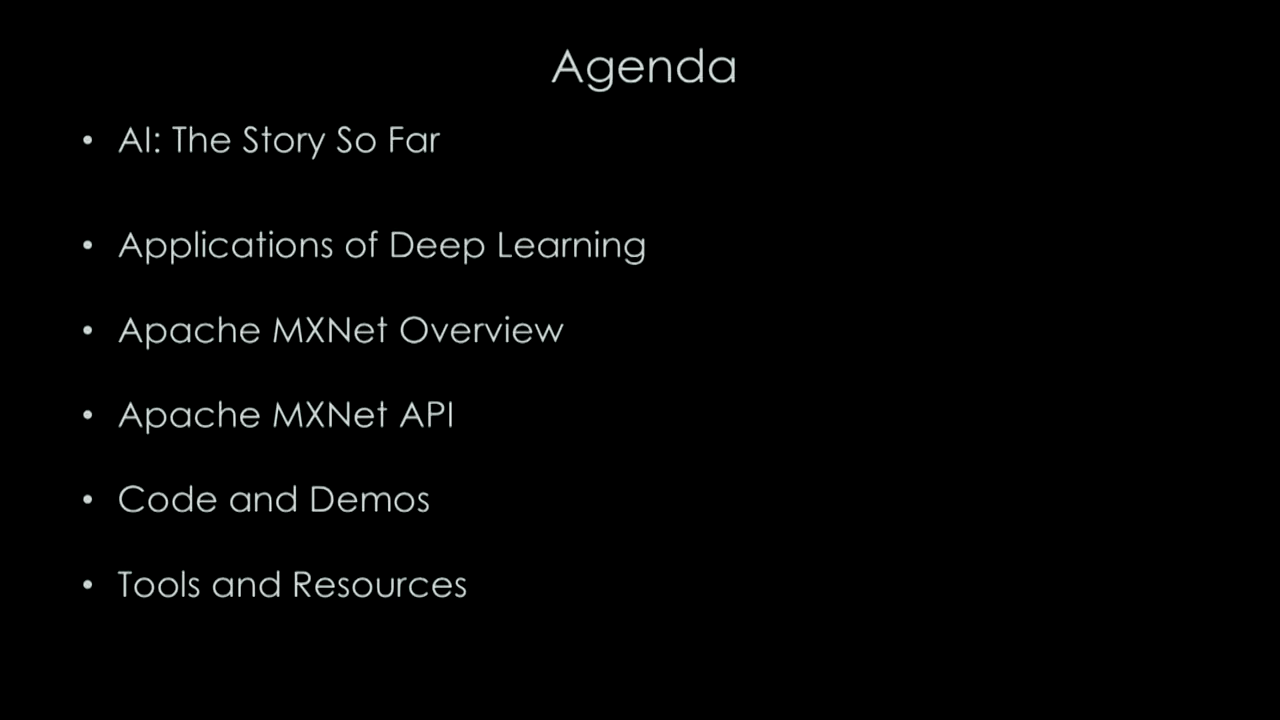 Agenda
• AI: The Story So Far
• Applications of Deep Learning
• Apache MXNet Overview
• Apache MXNet API
• Code and Demos
• Tools and Resources